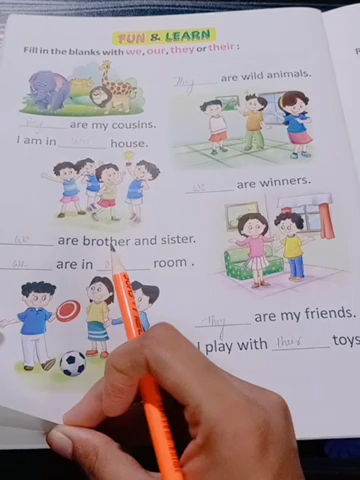 FUN & LEARN
Fill in the blanks with we, our, they or their :
They are wild animals.
They are my cousins.
I am in house.
we are winners.
we are brother and sister.
we are in room .
They are my friends.
I play with their toys